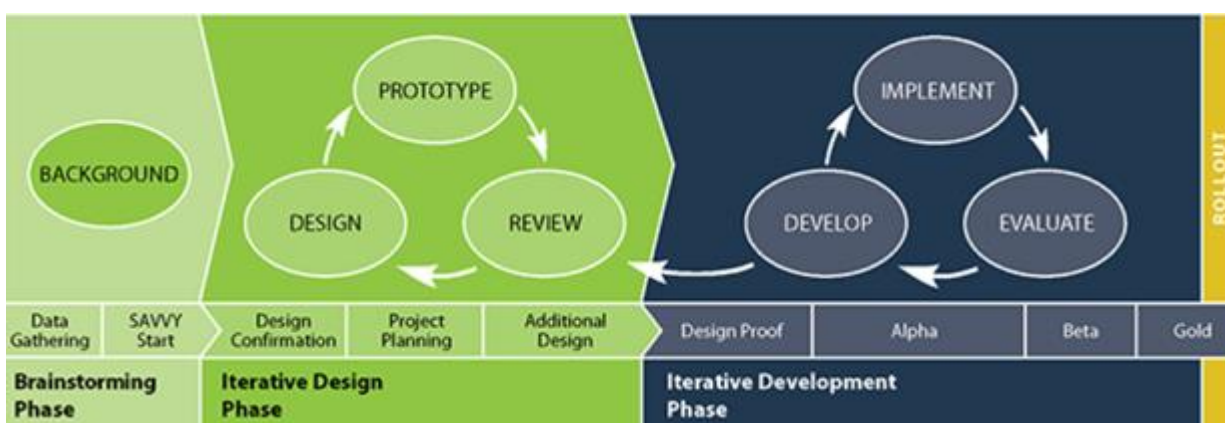 PROTOTYPE
IMPLEMENT
BACKGROUND
DESIGN
REVIEW
DEVELOP
EVALUATE
ROLLOUT
Data
Gathering
SAVVY
Start
Design
Confirmation
Project
Planning
Additional
Design
Design Proof
Alpha
Beta
Gold
Brainstorming
Phase
Iterative Design
Phase
Iterative Development
Phase